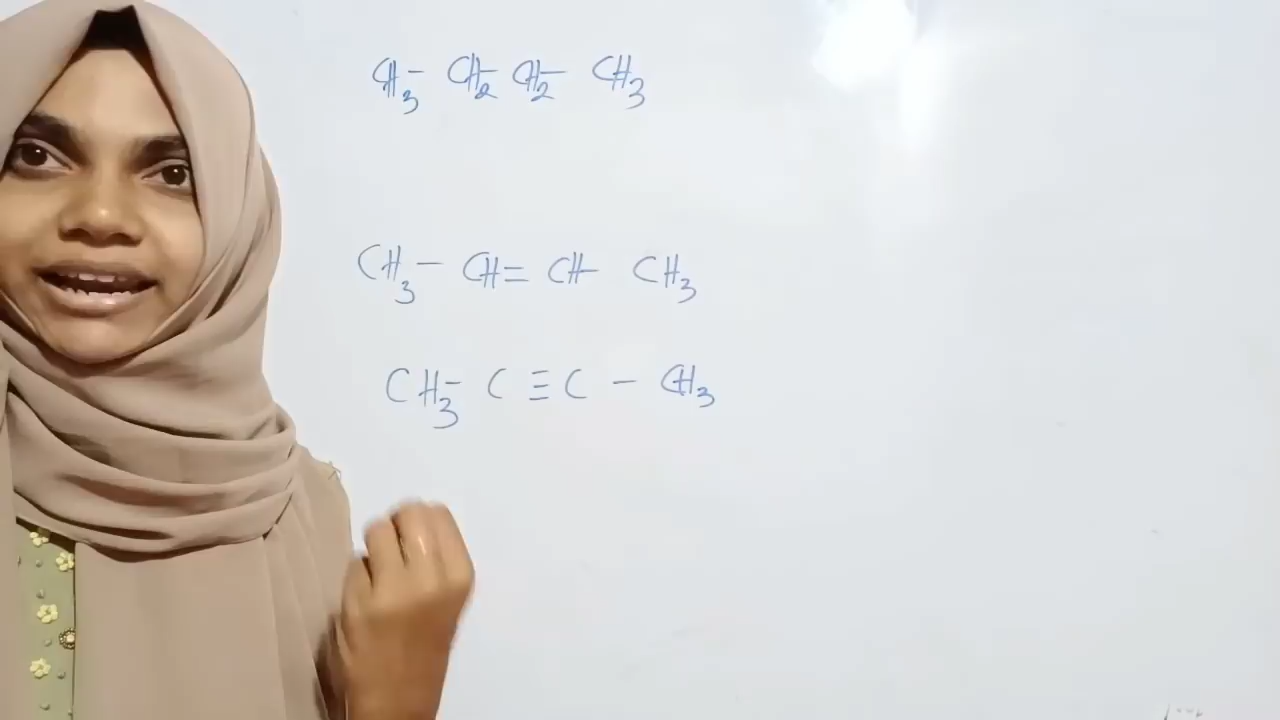 CH₃- CH₂- CH₂- CH₃
CH₃- CH = CH- CH₃
CH₃- C ≡ C - CH₃